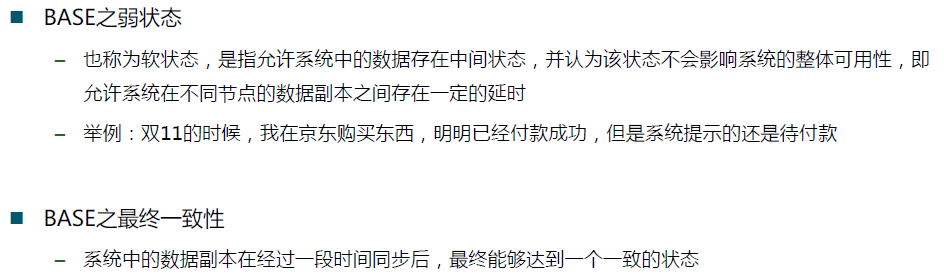 ■ BASE之弱状态
– 也称为软状态，是指允许系统中的数据存在中间状态，并认为该状态不会影响系统的整体可用性，即
允许系统在不同节点的数据副本之间存在一定的延时
– 举例：双11的时候，我在京东购买东西，明明已经付款成功，但是系统提示的还是待付款
■ BASE之最终一致性
– 系统中的数据副本在经过一段时间同步后，最终能够达到一个一致的状态